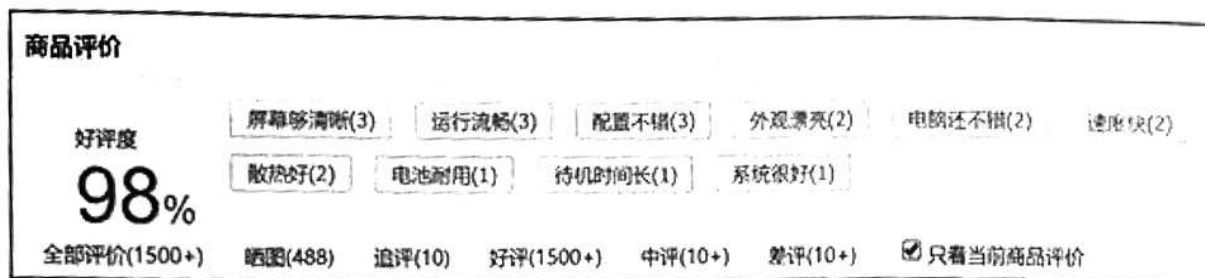 商品评价
屏幕够清晰(3) 运行流畅(3) 配置不错(3) 外观漂亮(2) 电脑还不错(2) 速度快(2)
好评度
散热好(2) 电池耐用(1) 待机时间长(1) 系统很好(1)
98%
全部评价(1500+) 晒图(488) 追评(10) 好评(1500+) 中评(10+) 差评(10+) 只看当前商品评价